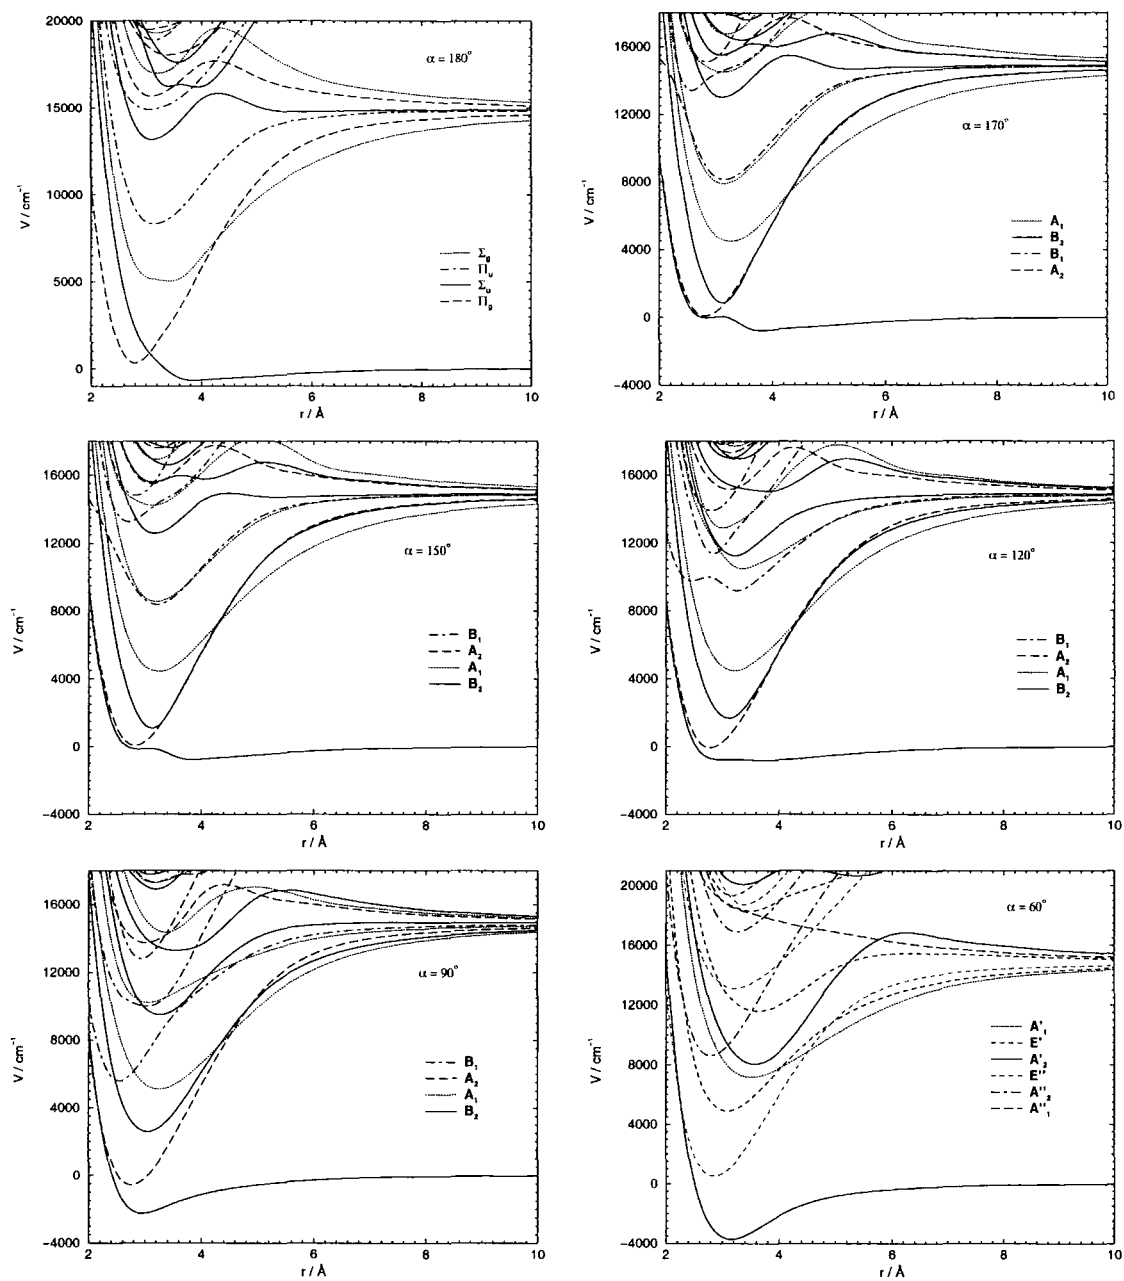 20000
15000
10000
5000
0
V / cm⁻¹
α = 180°
Σg
Πu
Σu
Πg
2 4 6 8 10
r / Å
16000
12000
8000
4000
0
−4000
V / cm⁻¹
α = 170°
A₁
B₂
B₁
A₂
2 4 6 8 10
r / Å
16000
12000
8000
4000
0
−4000
V / cm⁻¹
α = 150°
B₁
A₂
A₁
B₂
2 4 6 8 10
r / Å
16000
12000
8000
4000
0
−4000
V / cm⁻¹
α = 120°
B₁
A₂
A₁
B₂
2 4 6 8 10
r / Å
16000
12000
8000
4000
0
−4000
V / cm⁻¹
α = 90°
B₁
A₂
A₁
B₂
2 4 6 8 10
r / Å
20000
16000
12000
8000
4000
0
−4000
V / cm⁻¹
α = 60°
A'₁
E'
A'₂
E''
A''₂
A''₁
2 4 6 8 10
r / Å